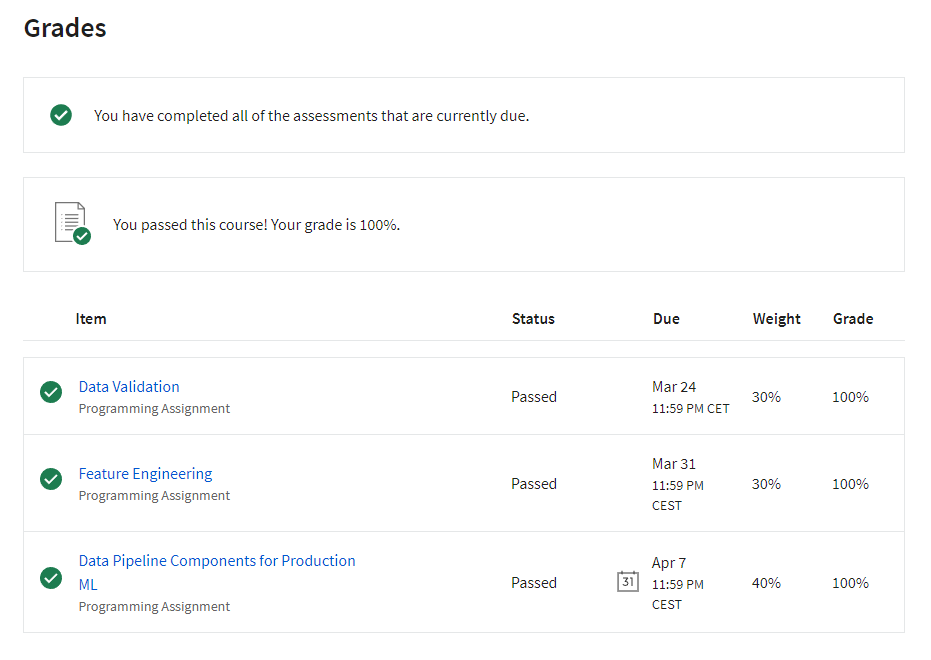 Grades
You have completed all of the assessments that are currently due.
You passed this course! Your grade is 100%.
Item Status Due Weight Grade
Data Validation
Programming Assignment
Passed
Mar 24
11:59 PM CET
30%
100%
Feature Engineering
Programming Assignment
Passed
Mar 31
11:59 PM
CEST
30%
100%
Data Pipeline Components for Production
ML
Programming Assignment
Passed
31
Apr 7
11:59 PM
CEST
40%
100%